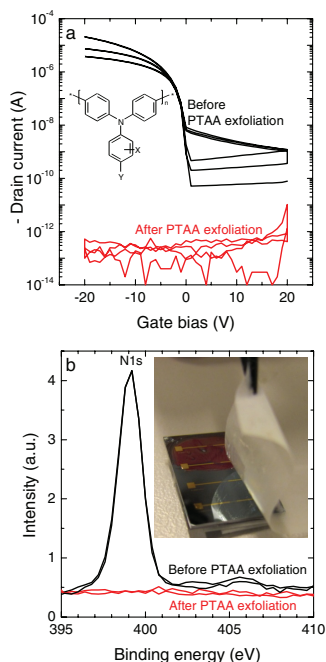 a
10-4
10-6
10-8
10-10
10-12
10-14
- Drain current (A)
n
N
X
Y
Before
PTAA exfoliation
After PTAA exfoliation
-20 -10 0 10 20
Gate bias (V)
b
N1s
4
3
2
1
0
Intensity (a.u.)
Before PTAA exfoliation
After PTAA exfoliation
395 400 405 410
Binding energy (eV)